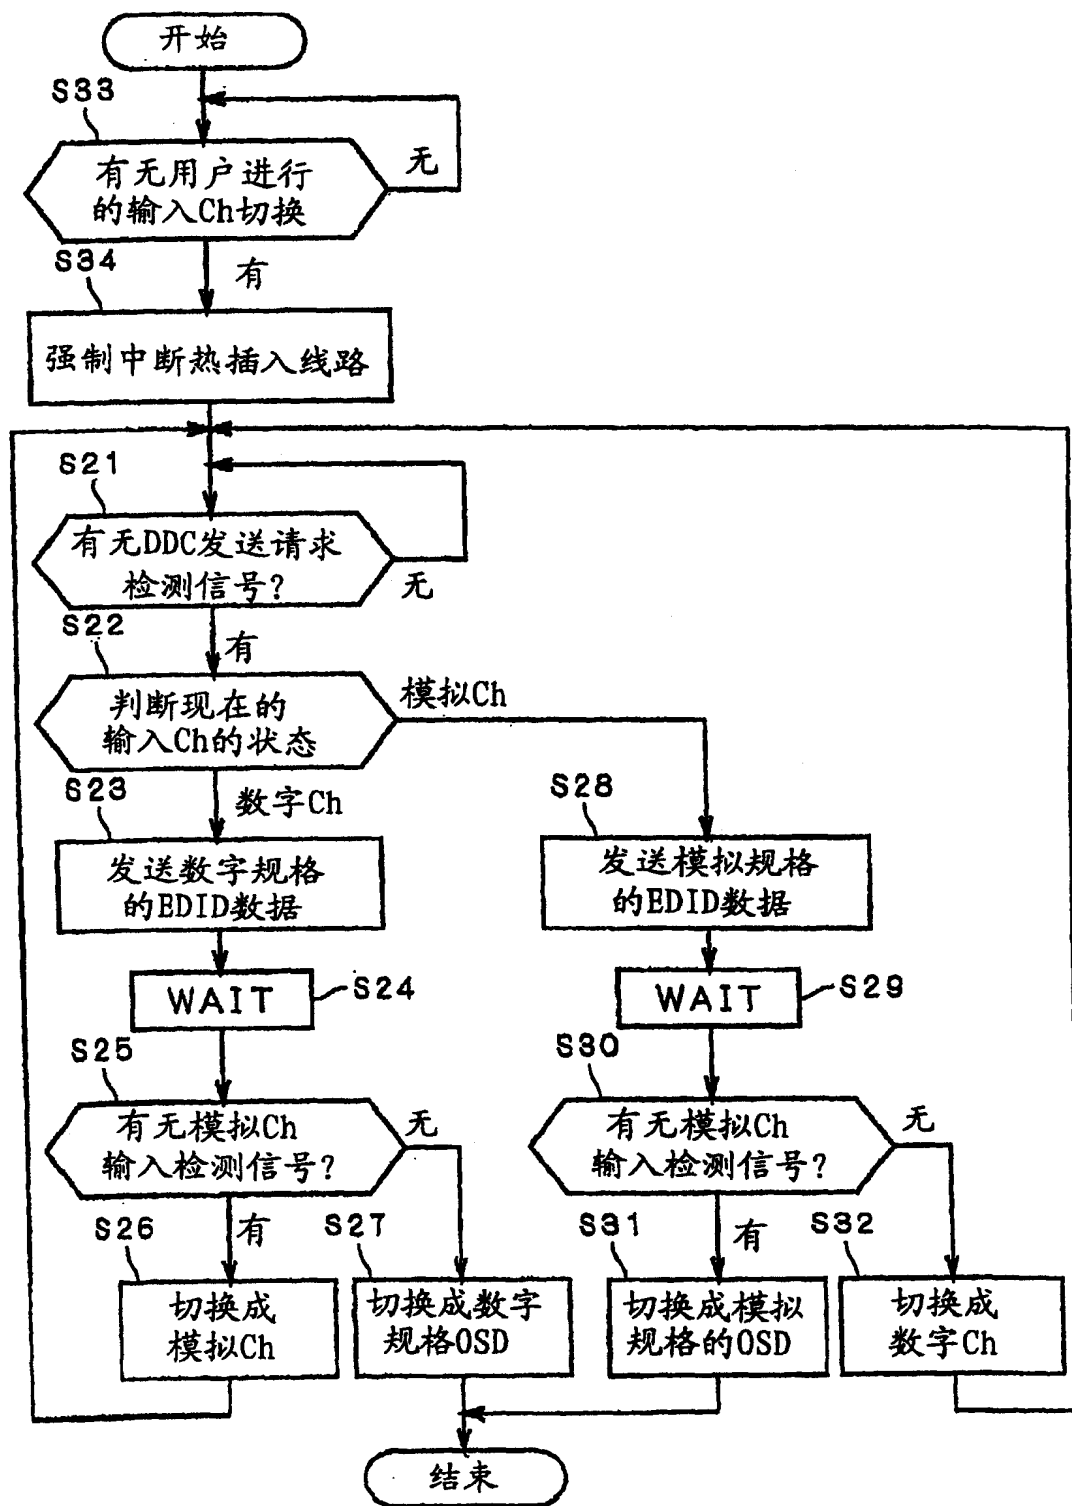 开始
S33
有无用户进行
的输入Ch切换
无
S34
有
强制中断热插入线路
S21
有无DDC发送请求
检测信号?
无
S22
有
判断现在的
输入Ch的状态
模拟Ch
S23
数字Ch
S28
发送数字规格
的EDID数据
发送模拟规格
的EDID数据
WAIT
S24
WAIT
S29
S25
S30
有无模拟Ch
输入检测信号?
无
有无模拟Ch
输入检测信号?
无
S26
有
S27
S31
有
S32
切换成
模拟Ch
切换成数字
规格OSD
切换成模拟
规格的OSD
切换成
数字Ch
结束